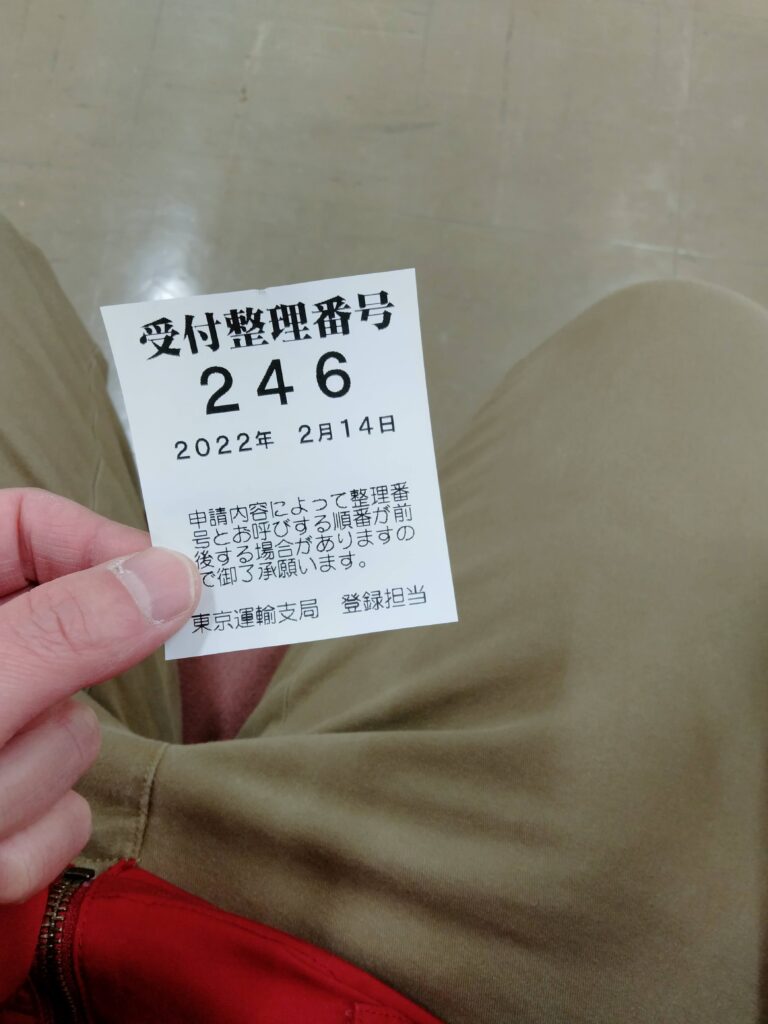 受付整理番号
246
2022年 2月14日
申請内容によって整理番
号とお呼びする順番が前
後する場合がありますの
で御了承願います。
東京運輸支局 登録担当